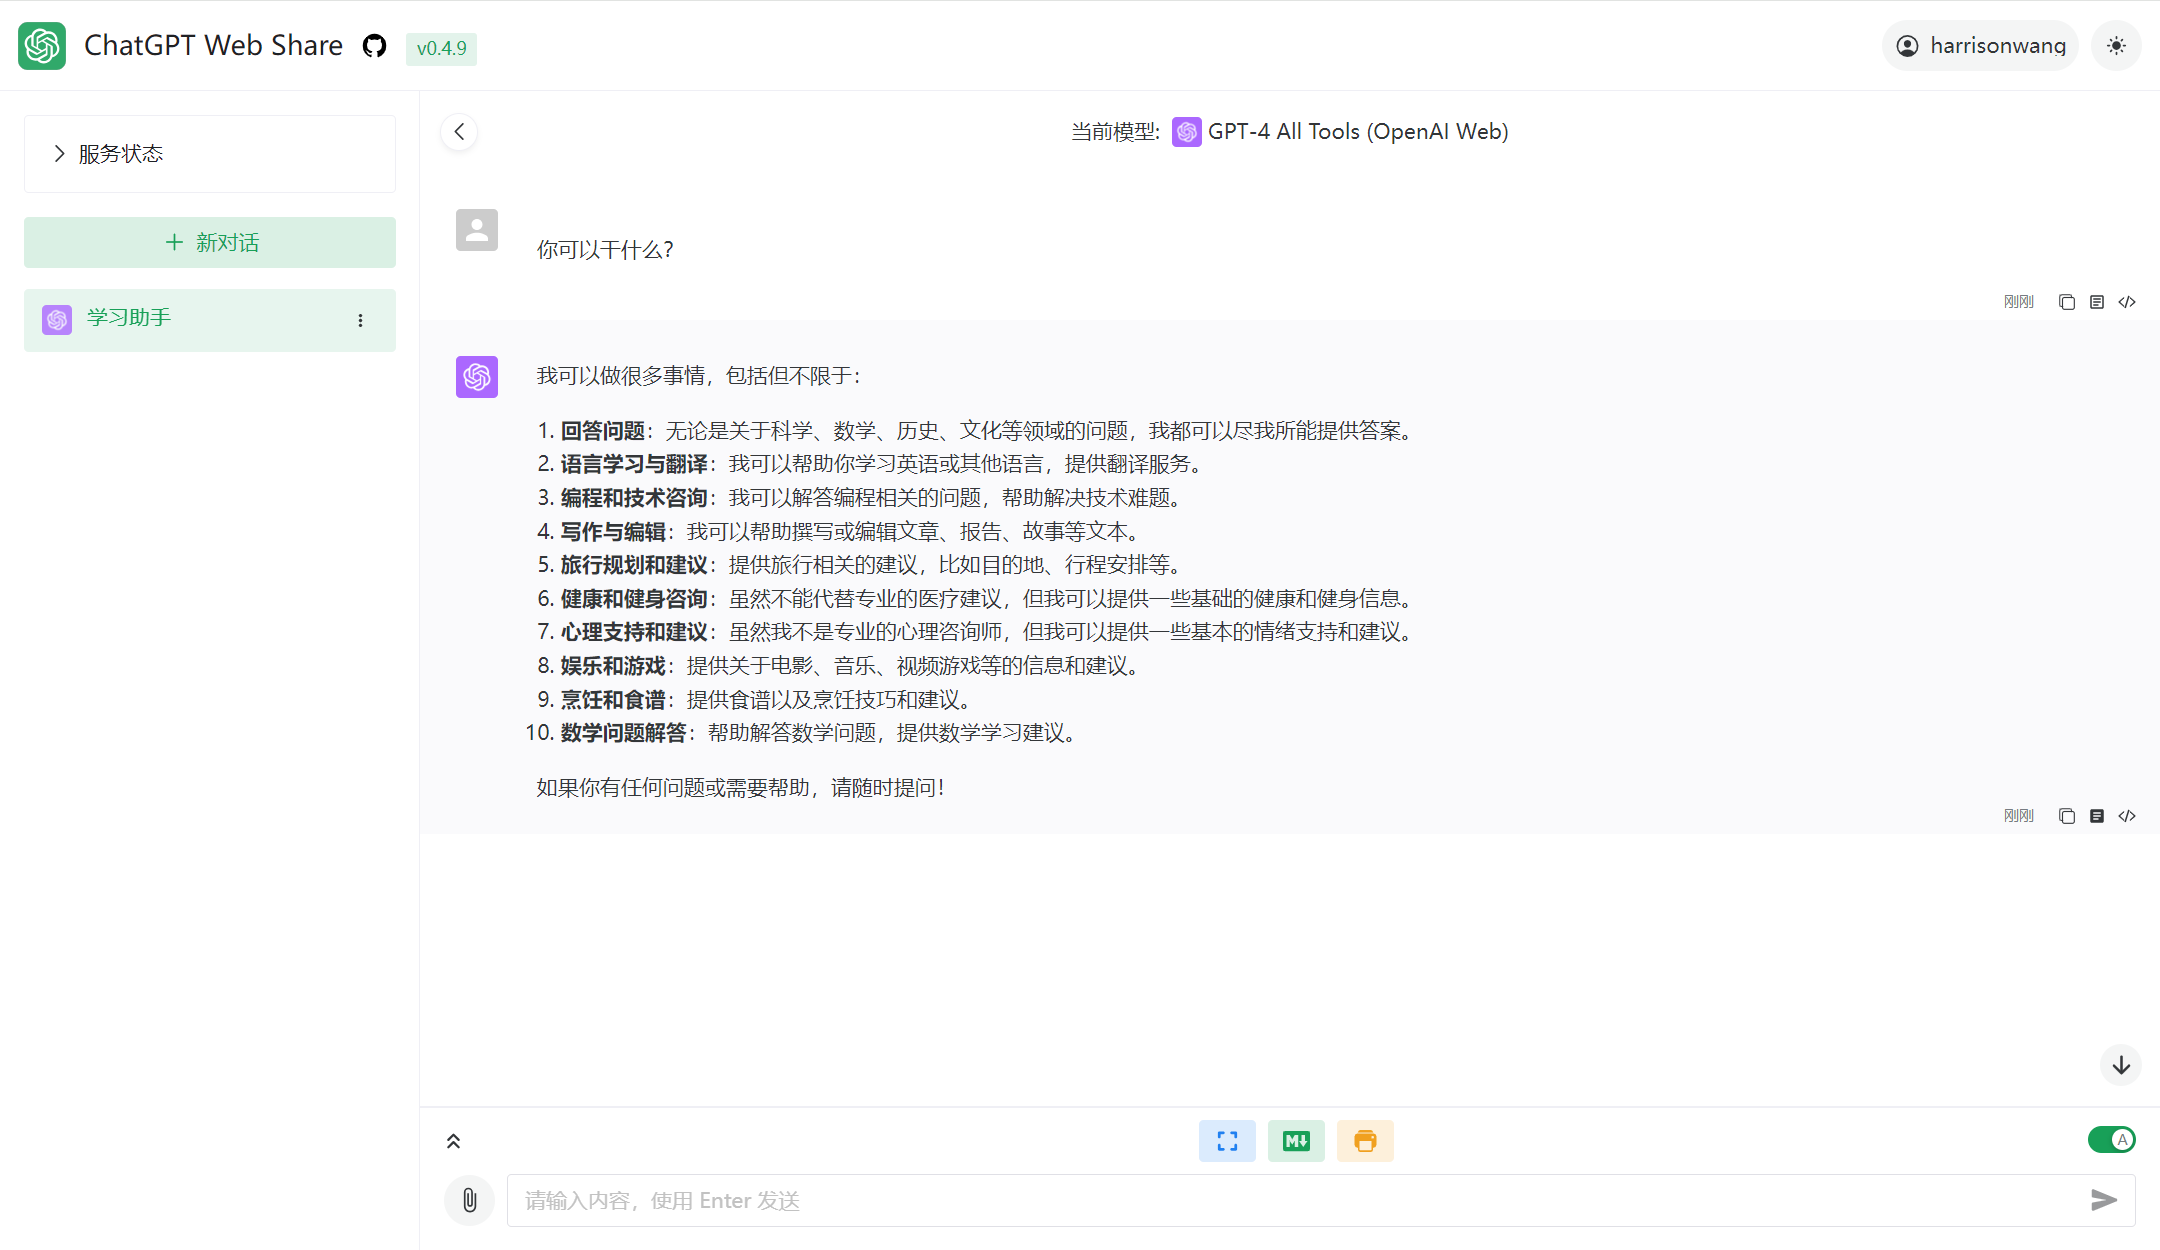 ChatGPT Web Share v0.4.9
harrisonwang
服务状态
新对话
学习助手
当前模型: GPT-4 All Tools (OpenAI Web)
你可以干什么?
刚刚
我可以做很多事情，包括但不限于：
1. 回答问题：无论是关于科学、数学、历史、文化等领域的问题，我都可以尽我所能提供答案。
2. 语言学习与翻译：我可以帮助你学习英语或其他语言，提供翻译服务。
3. 编程和技术咨询：我可以解答编程相关的问题，帮助解决技术难题。
4. 写作与编辑：我可以帮助撰写或编辑文章、报告、故事等文本。
5. 旅行规划和建议：提供旅行相关的建议，比如目的地、行程安排等。
6. 健康和健身咨询：虽然不能代替专业的医疗建议，但我可以提供一些基础的健康和健身信息。
7. 心理支持和建议：虽然我不是专业的心理咨询师，但我可以提供一些基本的情绪支持和建议。
8. 娱乐和游戏：提供关于电影、音乐、视频游戏等的信息和建议。
9. 烹饪和食谱：提供食谱以及烹饪技巧和建议。
10. 数学问题解答：帮助解答数学问题，提供数学学习建议。
如果你有任何问题或需要帮助，请随时提问！
刚刚
M
A
请输入内容，使用 Enter 发送